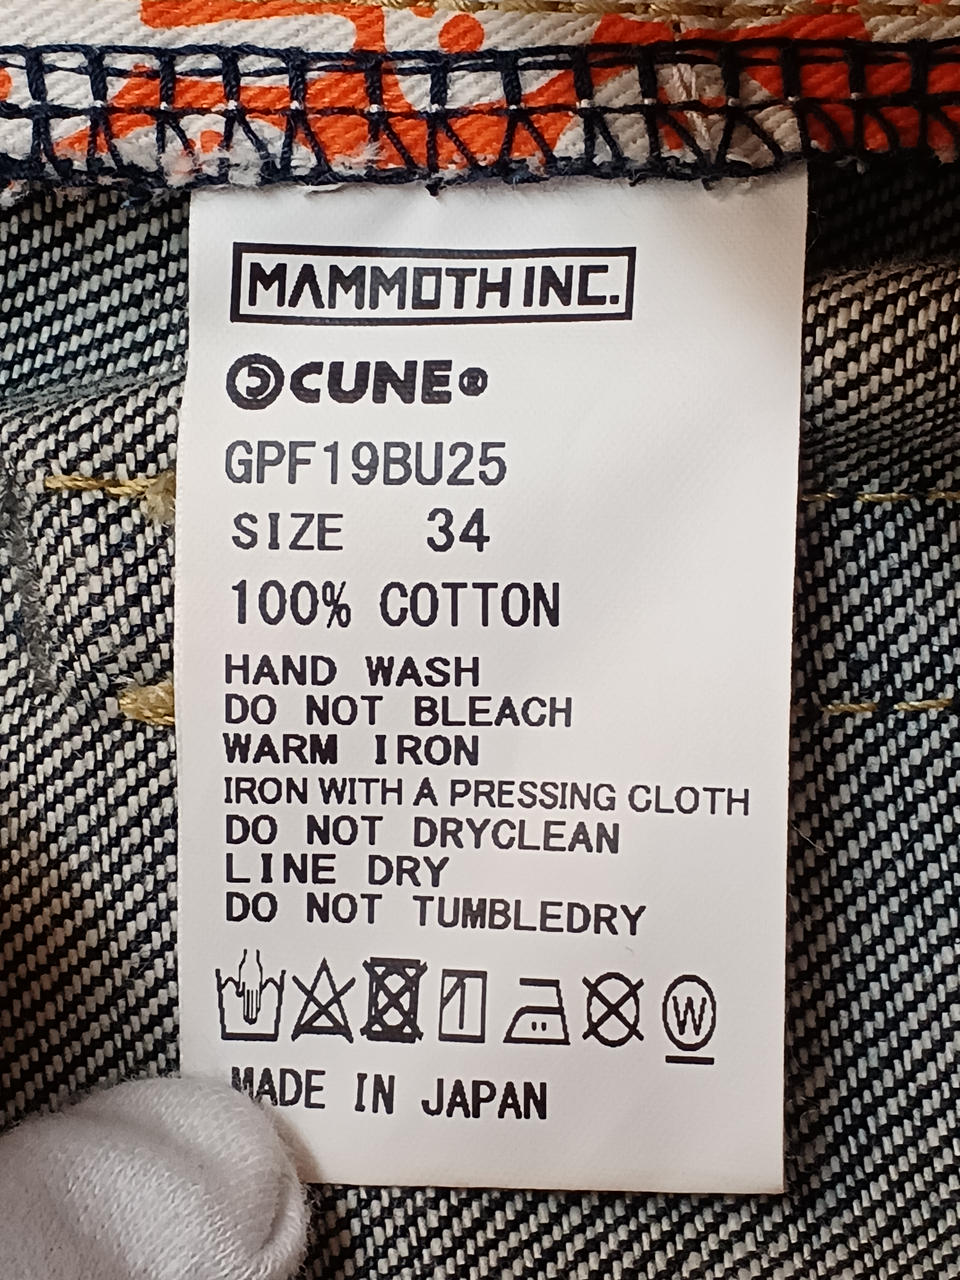 MAMMOTH INC.
CUNE®
GPF19BU25
SIZE 34
100% COTTON
HAND WASH
DO NOT BLEACH
WARM IRON
IRON WITH A PRESSING CLOTH
DO NOT DRYCLEAN
LINE DRY
DO NOT TUMBLEDRY
W
MADE IN JAPAN